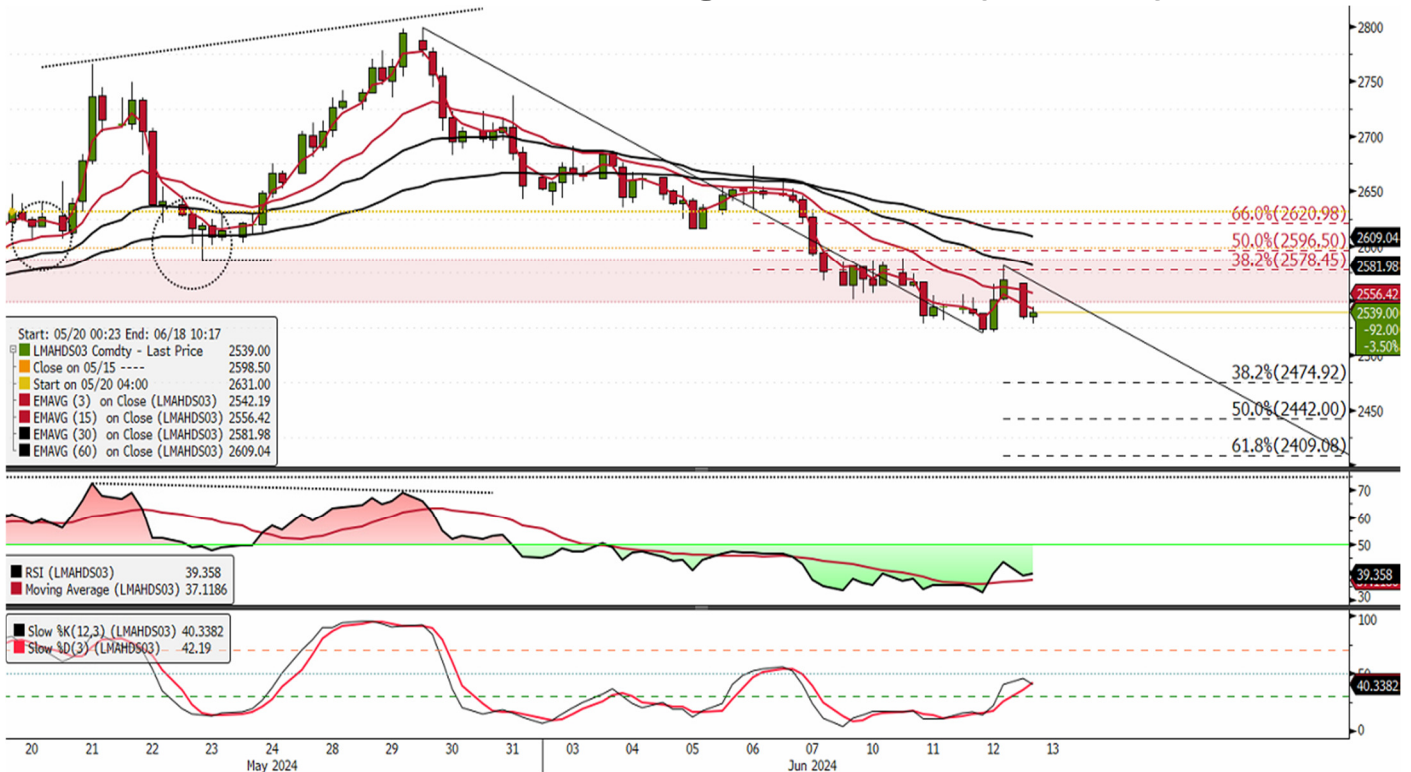 2800
2750
2700
2650
66.0%(2620.98)
2609.04
50.0%(2596.50)
38.2%(2578.45)
2581.98
2556.42
2539.00
-92.00
-3.50%
38.2%(2474.92)
2450
50.0%(2442.00)
61.8%(2409.08)
Start: 05/20 00:23 End: 06/18 10:17
LMAHDS03 Comdty - Last Price 2539.00
Close on 05/15 ---- 2598.50
Start on 05/20 04:00 2631.00
EMAVG (3) on Close (LMAHDS03) 2542.19
EMAVG (15) on Close (LMAHDS03) 2556.42
EMAVG (30) on Close (LMAHDS03) 2581.98
EMAVG (60) on Close (LMAHDS03) 2609.04
70
60
50
39.358
30
RSI (LMAHDS03) 39.358
Moving Average (LMAHDS03) 37.1186
100
Slow %K(12,3) (LMAHDS03) 40.3382
Slow %D(3) (LMAHDS03) 42.19
40.3382
0
20 21 22 23 24 28 29 30 31 03 04 05 06 07 10 11 12 13
May 2024 Jun 2024